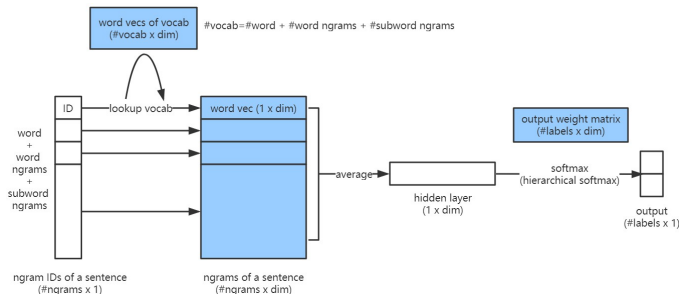 word vecs of vocab
(#vocab x dim)
#vocab=#word + #word ngrams + #subword ngrams
ID
lookup vocab
word vec (1 x dim)
word
+
word
ngrams
+
subword
ngrams
average
hidden layer
(1 x dim)
output weight matrix
(#labels x dim)
softmax
(hierarchical softmax)
output
(#labels x 1)
ngram IDs of a sentence
(#ngrams x 1)
ngrams of a sentence
(#ngrams x dim)